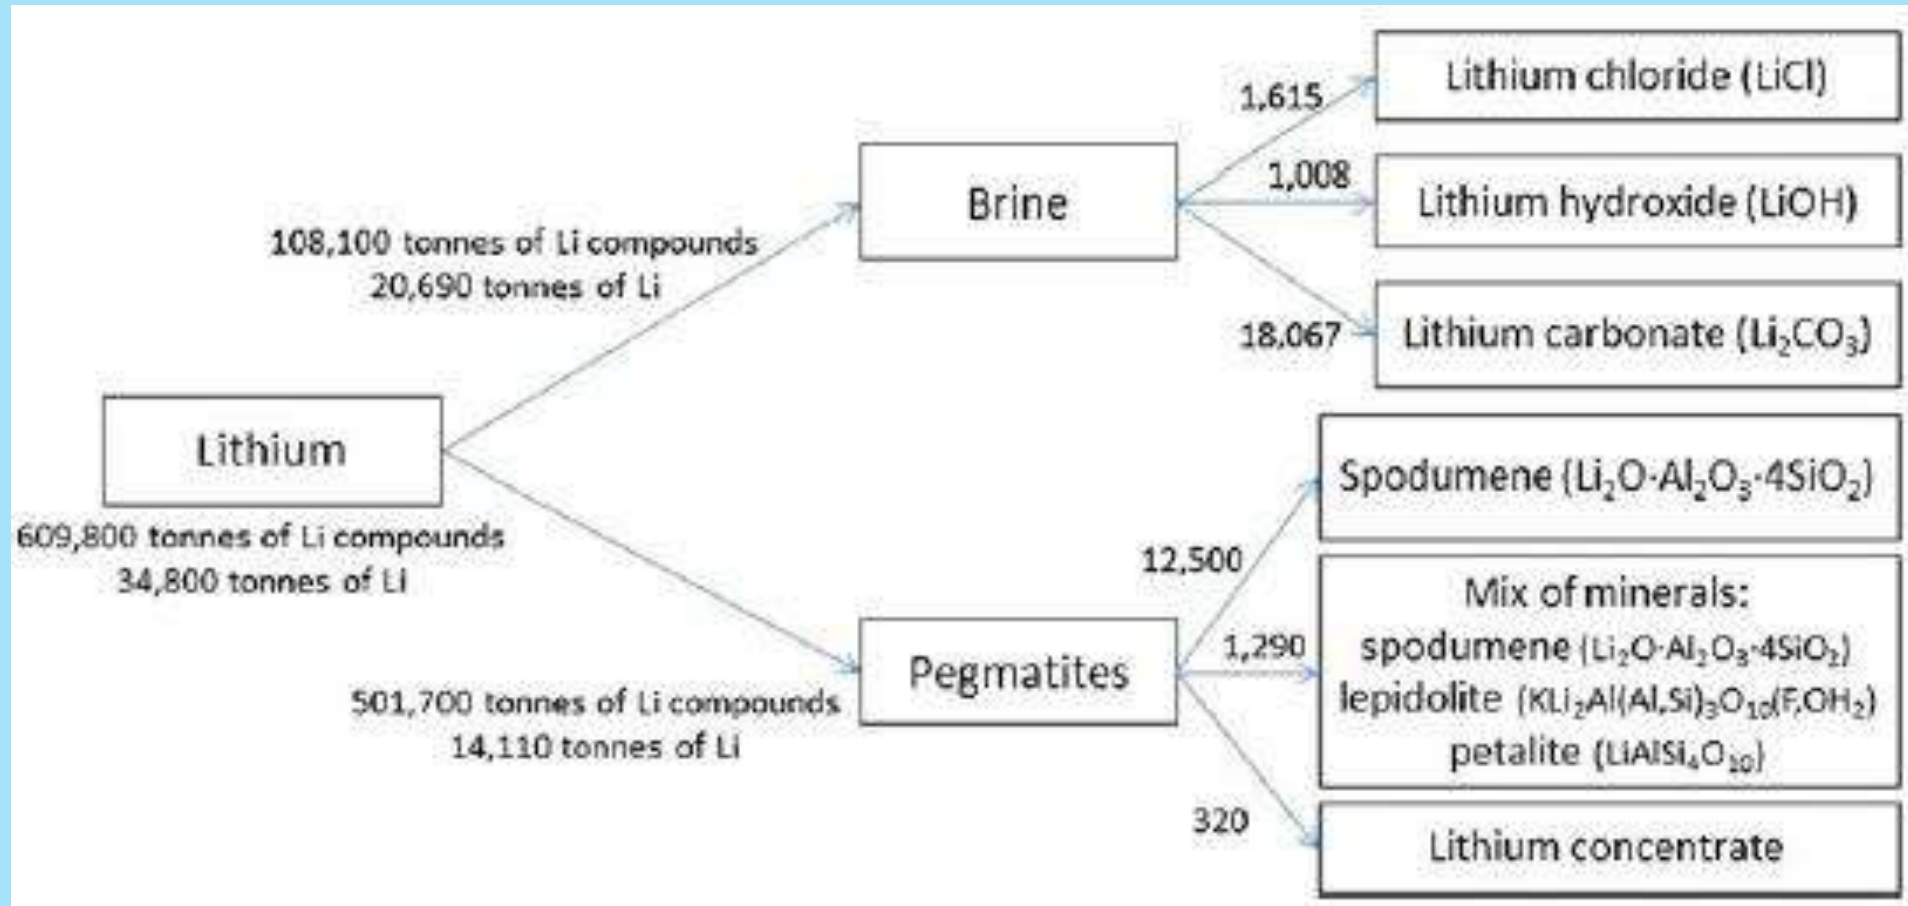 Lithium
609,800 tonnes of Li compounds
34,800 tonnes of Li
108,100 tonnes of Li compounds
20,690 tonnes of Li
Brine
1,615
Lithium chloride (LiCl)
1,008
Lithium hydroxide (LiOH)
18,067
Lithium carbonate (Li₂CO₃)
501,700 tonnes of Li compounds
14,110 tonnes of Li
Pegmatites
12,500
Spodumene (Li₂O·Al₂O₃·4SiO₂)
1,290
Mix of minerals:
spodumene (Li₂O·Al₂O₃·4SiO₂)
lepidolite (KLi₂Al(Al,Si)₃O₁₀(F,OH₂)
petalite (LiAlSi₄O₁₀)
320
Lithium concentrate